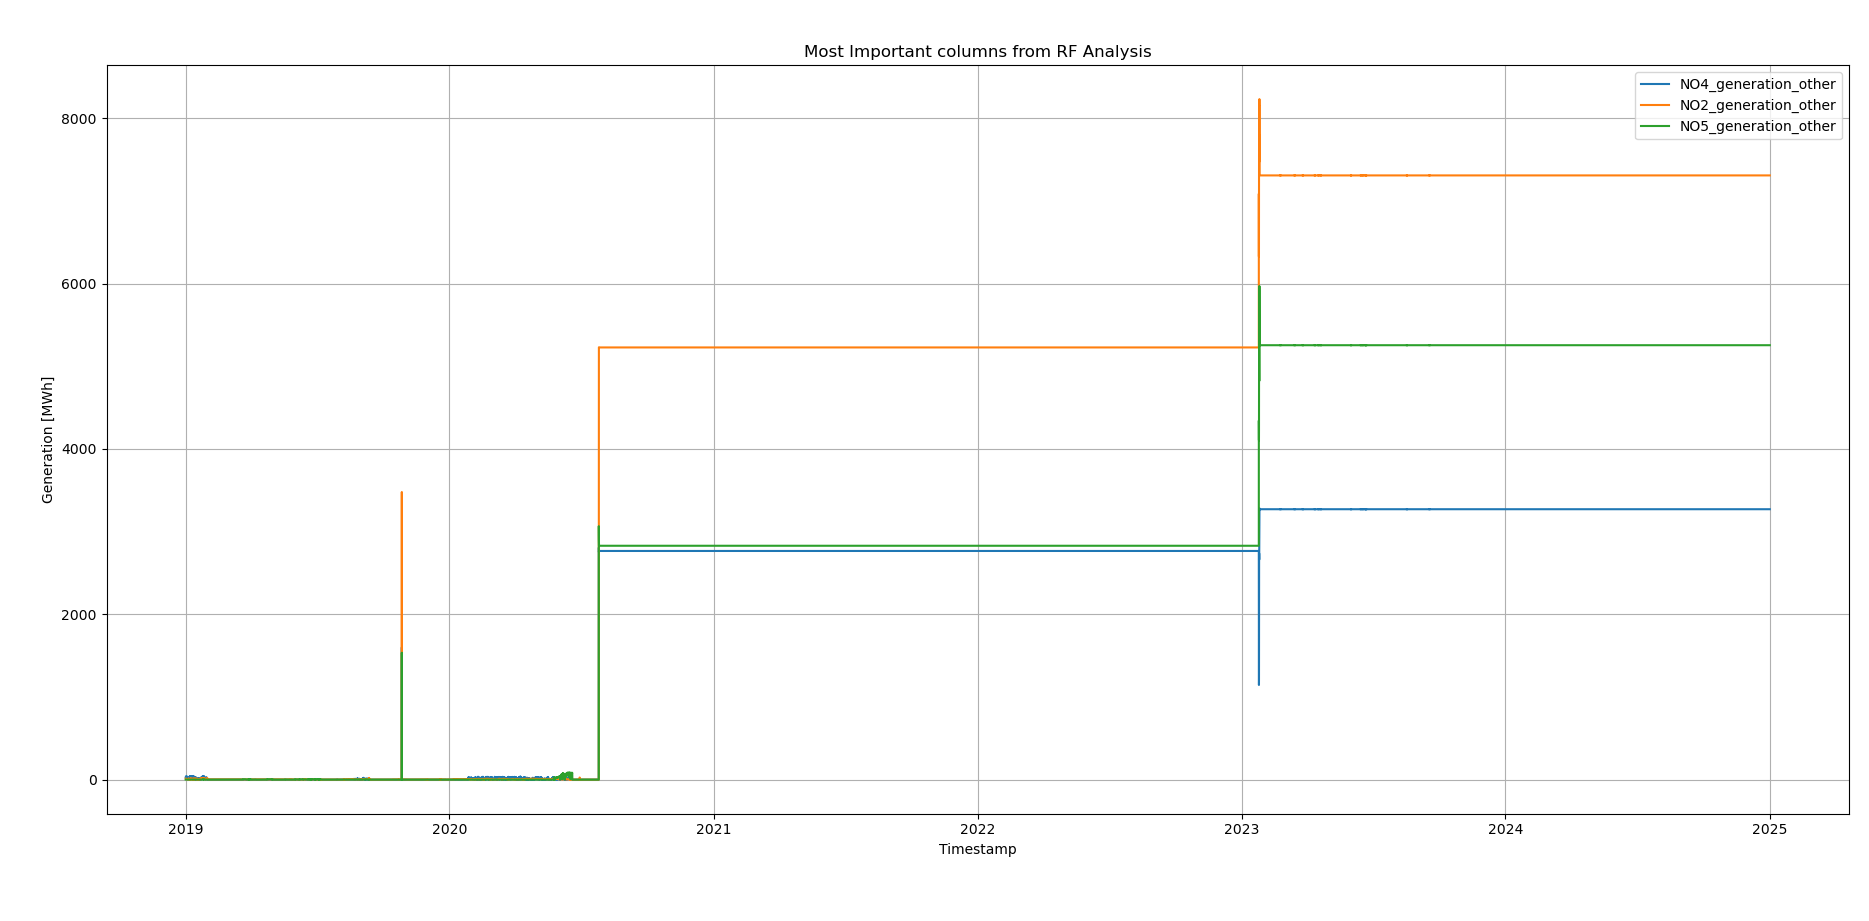 Most Important columns from RF Analysis
NO4_generation_other
NO2_generation_other
NO5_generation_other
8000
6000
4000
2000
0
Generation [MWh]
2019 2020 2021 2022 2023 2024 2025
Timestamp